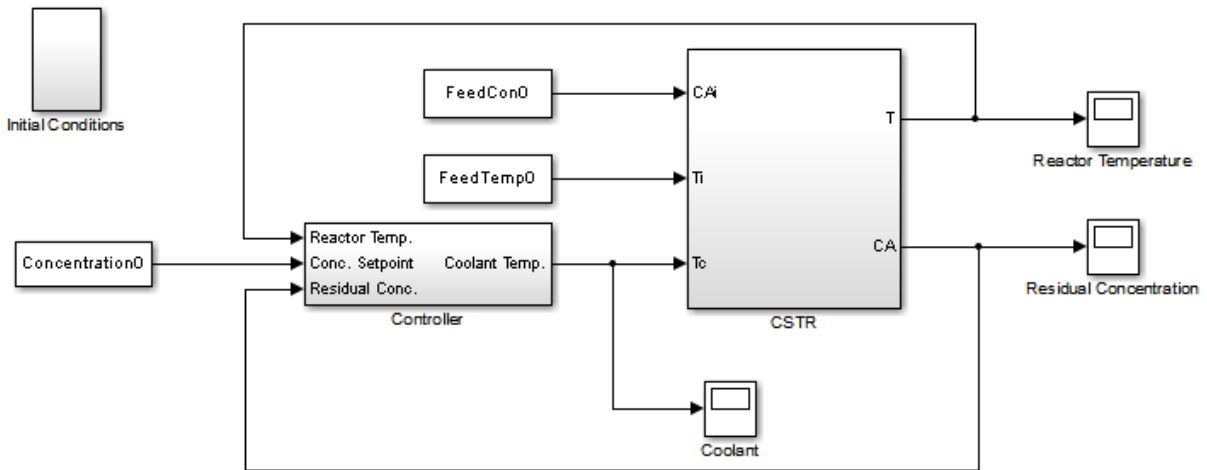 Initial Conditions
FeedCon0
CAi
T
Reactor Temperature
FeedTemp0
Ti
Concentration0
Reactor Temp.
Conc. Setpoint
Residual Conc.
Coolant Temp.
Controller
Tc
CA
CSTR
Residual Concentration
Coolant